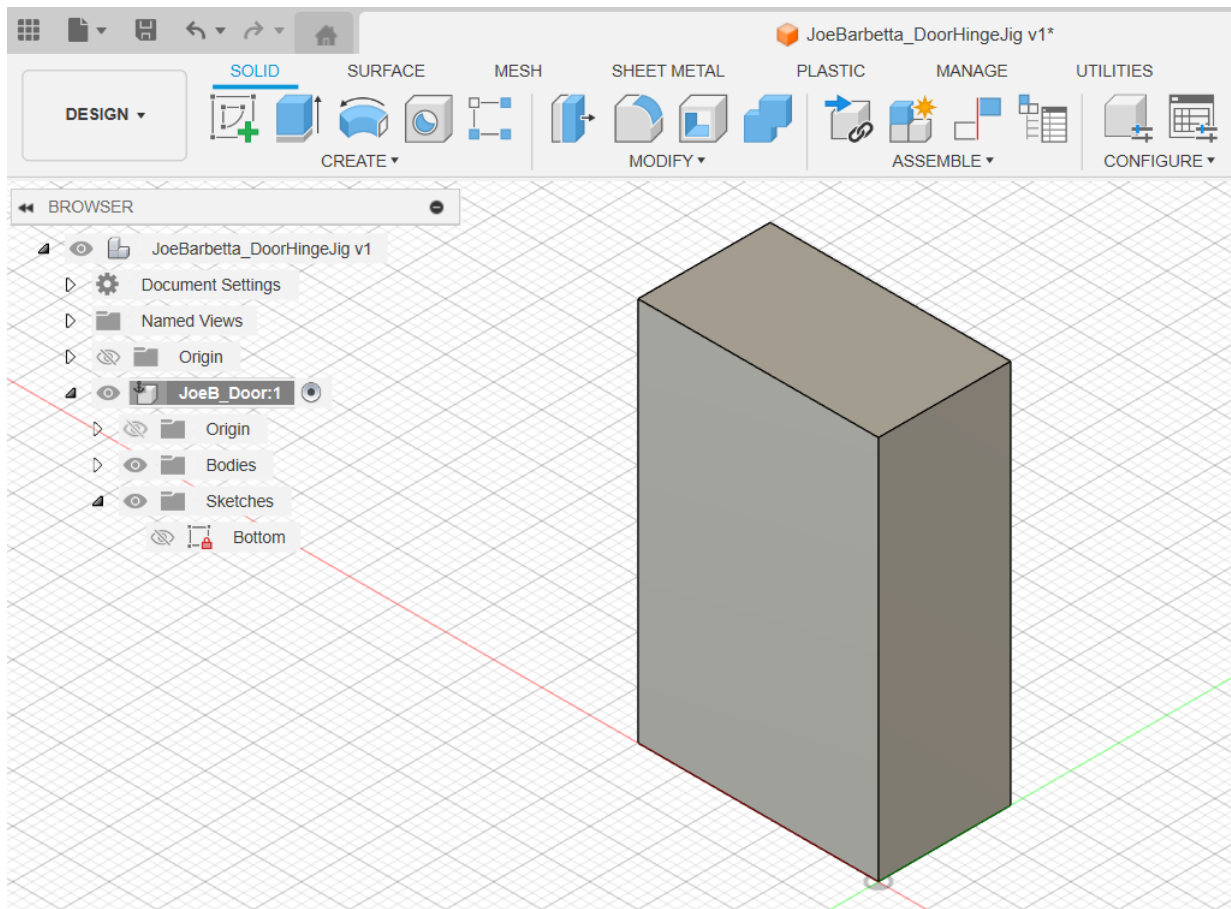 JoeBarbetta_DoorHingeJig v1*
SOLID SURFACE MESH SHEET METAL PLASTIC MANAGE UTILITIES
DESIGN
CREATE MODIFY ASSEMBLE CONFIGURE
BROWSER
JoeBarbetta_DoorHingeJig v1
Document Settings
Named Views
Origin
JoeB_Door:1
Origin
Bodies
Sketches
Bottom